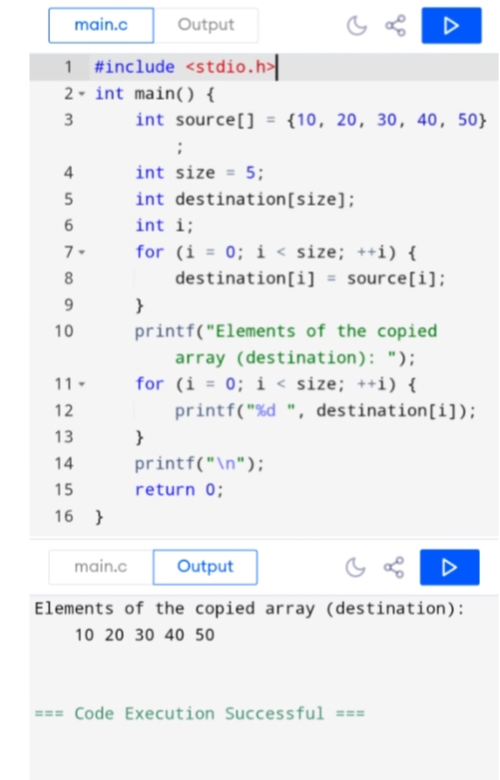 main.c Output
1 #include <stdio.h>
2 int main() {
3 int source[] = {10, 20, 30, 40, 50}
;
4 int size = 5;
5 int destination[size];
6 int i;
7 for (i = 0; i < size; ++i) {
8 destination[i] = source[i];
9 }
10 printf("Elements of the copied
array (destination): ");
11 for (i = 0; i < size; ++i) {
12 printf("%d ", destination[i]);
13 }
14 printf("\n");
15 return 0;
16 }
main.c Output
Elements of the copied array (destination):
10 20 30 40 50
=== Code Execution Successful ===